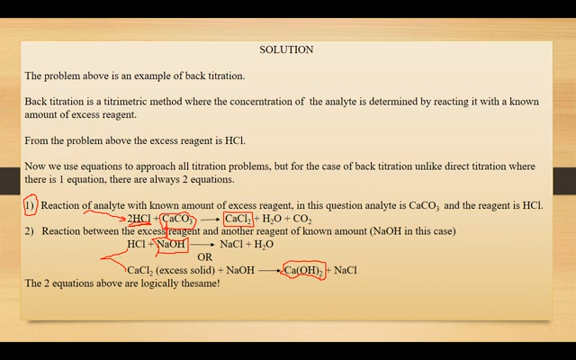 SOLUTION
The problem above is an example of back titration.
Back titration is a titrimetric method where the concerntration of the analyte is determined by reacting it with a known
amount of excess reagent.
From the problem above the excess reagent is HCl.
Now we use equations to approach all titration problems, but for the case of back titration unlike direct titration where
there is 1 equation, there are always 2 equations.
1) Reaction of analyte with known amount of excess reagent, in this question analyte is CaCO₃ and the reagent is HCl.
2HCl + CaCO₃ ⟶ CaCl₂ + H₂O + CO₂
2) Reaction between the excess reagent and another reagent of known amount (NaOH in this case)
HCl + NaOH ⟶ NaCl + H₂O
OR
CaCl₂ (excess solid) + NaOH ⟶ Ca(OH)₂ + NaCl
The 2 equations above are logically thesame!